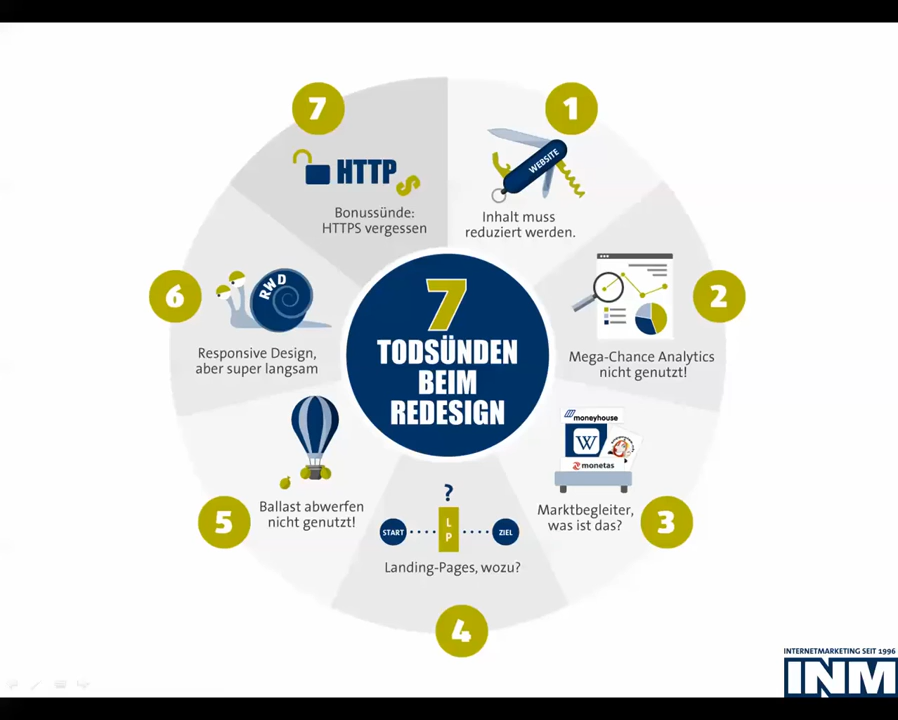 7
TODSÜNDEN
BEIM
REDESIGN
1
WEBSITE
Inhalt muss
reduziert werden.
2
Mega-Chance Analytics
nicht genutzt!
3
moneyhouse
W
monetas
Marktbegleiter,
was ist das?
4
?
START
L
P
ZIEL
Landing-Pages, wozu?
5
Ballast abwerfen
nicht genutzt!
6
RWD
Responsive Design,
aber super langsam
7
HTTP
S
Bonussünde:
HTTPS vergessen
INTERNETMARKETING SEIT 1996
INM